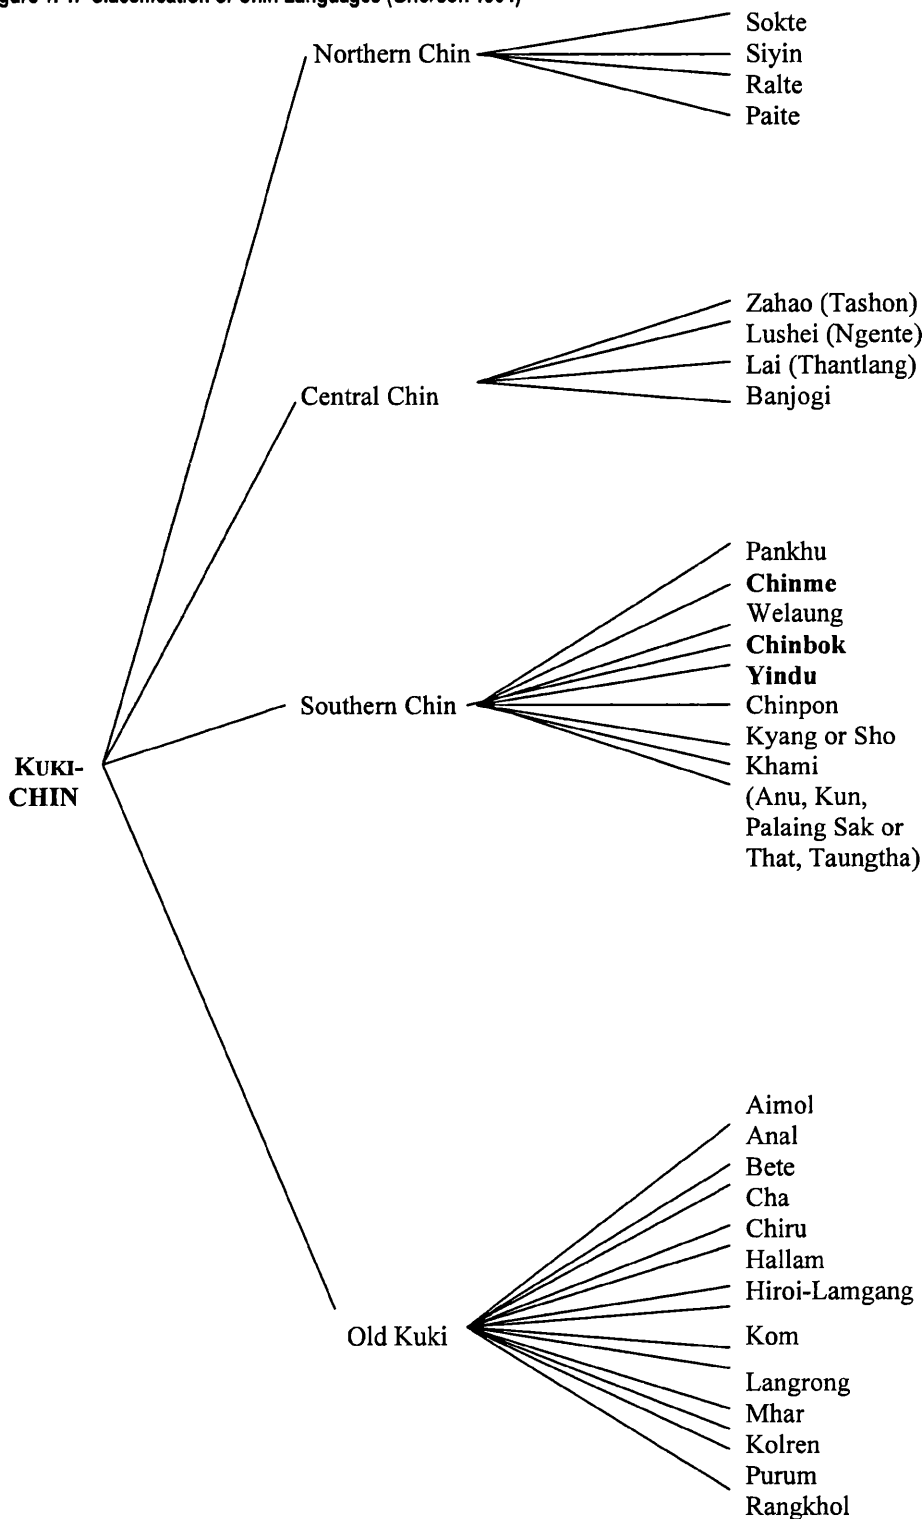 Northern Chin
Sokte
Siyin
Ralte
Paite
Central Chin
Zahao (Tashon)
Lushei (Ngente)
Lai (Thantlang)
Banjogi
Southern Chin
Pankhu
Chinme
Welaung
Chinbok
Yindu
Chinpon
Kyang or Sho
Khami
(Anu, Kun,
Palaing Sak or
That, Taungtha)
KUKI-
CHIN
Old Kuki
Aimol
Anal
Bete
Cha
Chiru
Hallam
Hiroi-Lamgang
Kom
Langrong
Mhar
Kolren
Purum
Rangkhol